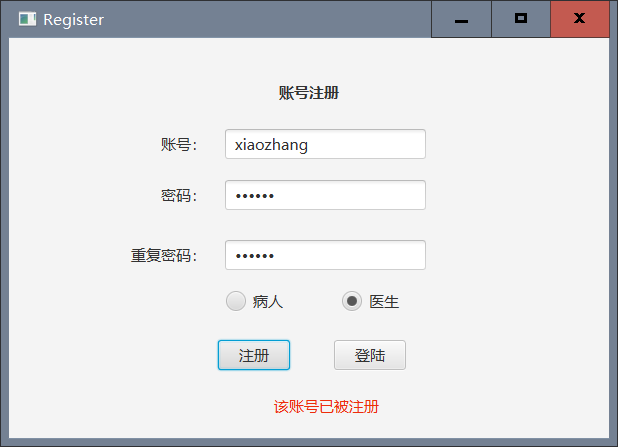 Register
账号注册
账号： xiaozhang
密码： ••••••
重复密码： ••••••
病人 医生
注册 登陆
该账号已被注册